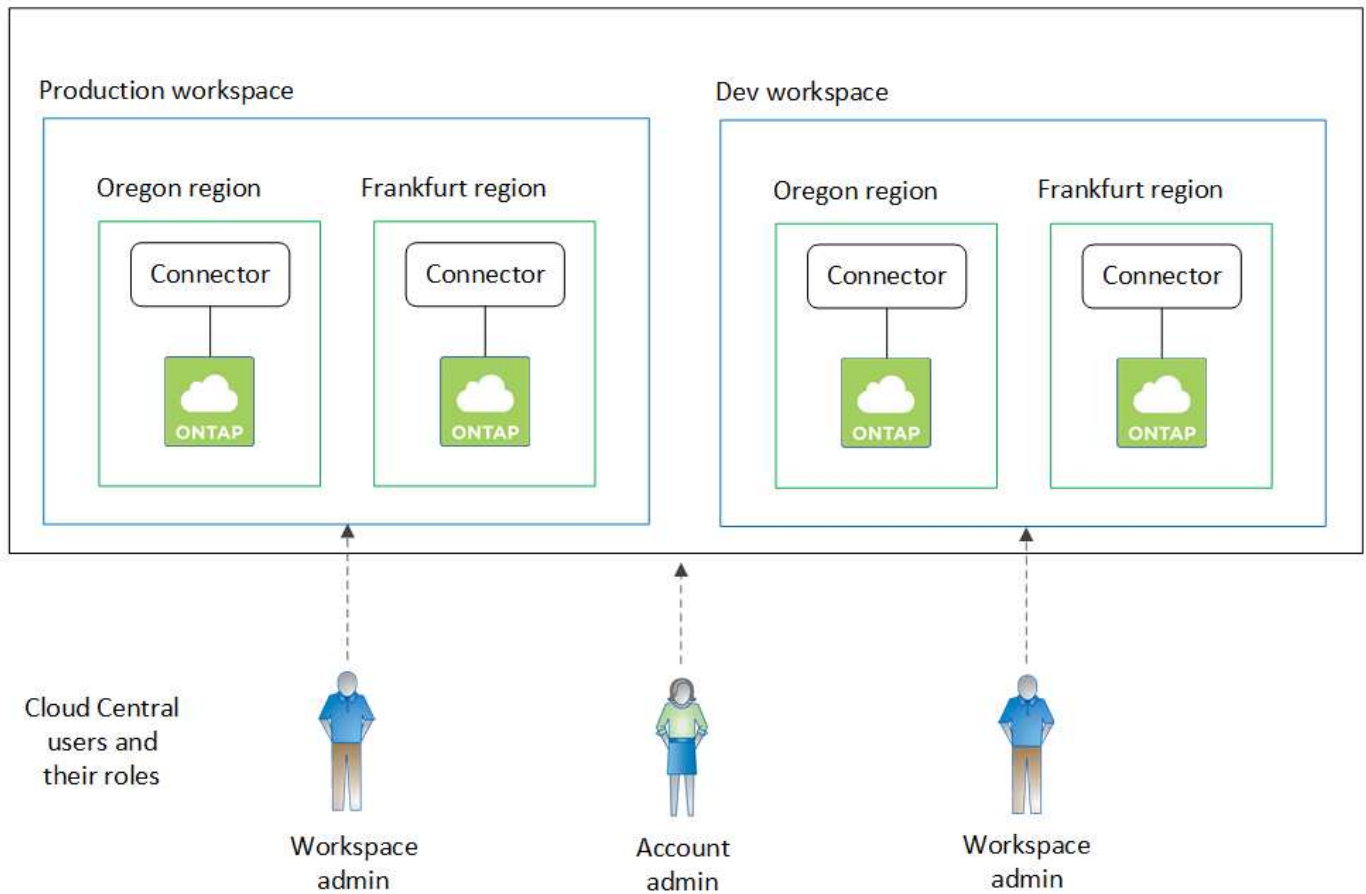 Production workspace
Dev workspace
Oregon region
Frankfurt region
Oregon region
Frankfurt region
Connector
Connector
Connector
Connector
ONTAP
ONTAP
ONTAP
ONTAP
Cloud Central
users and
their roles
Workspace
admin
Account
admin
Workspace
admin